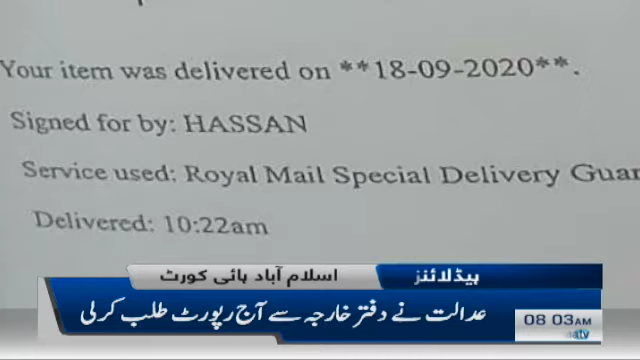 Your item was delivered on **18-09-2020**.
Signed for by: HASSAN
Service used: Royal Mail Special Delivery Guar
Delivered: 10:22am
اسلام آباد ہائی کورٹ
ہیڈلائنز
عدالت نے دفتر خارجہ سے آج رپورٹ طلب کرلی
08 03 AM